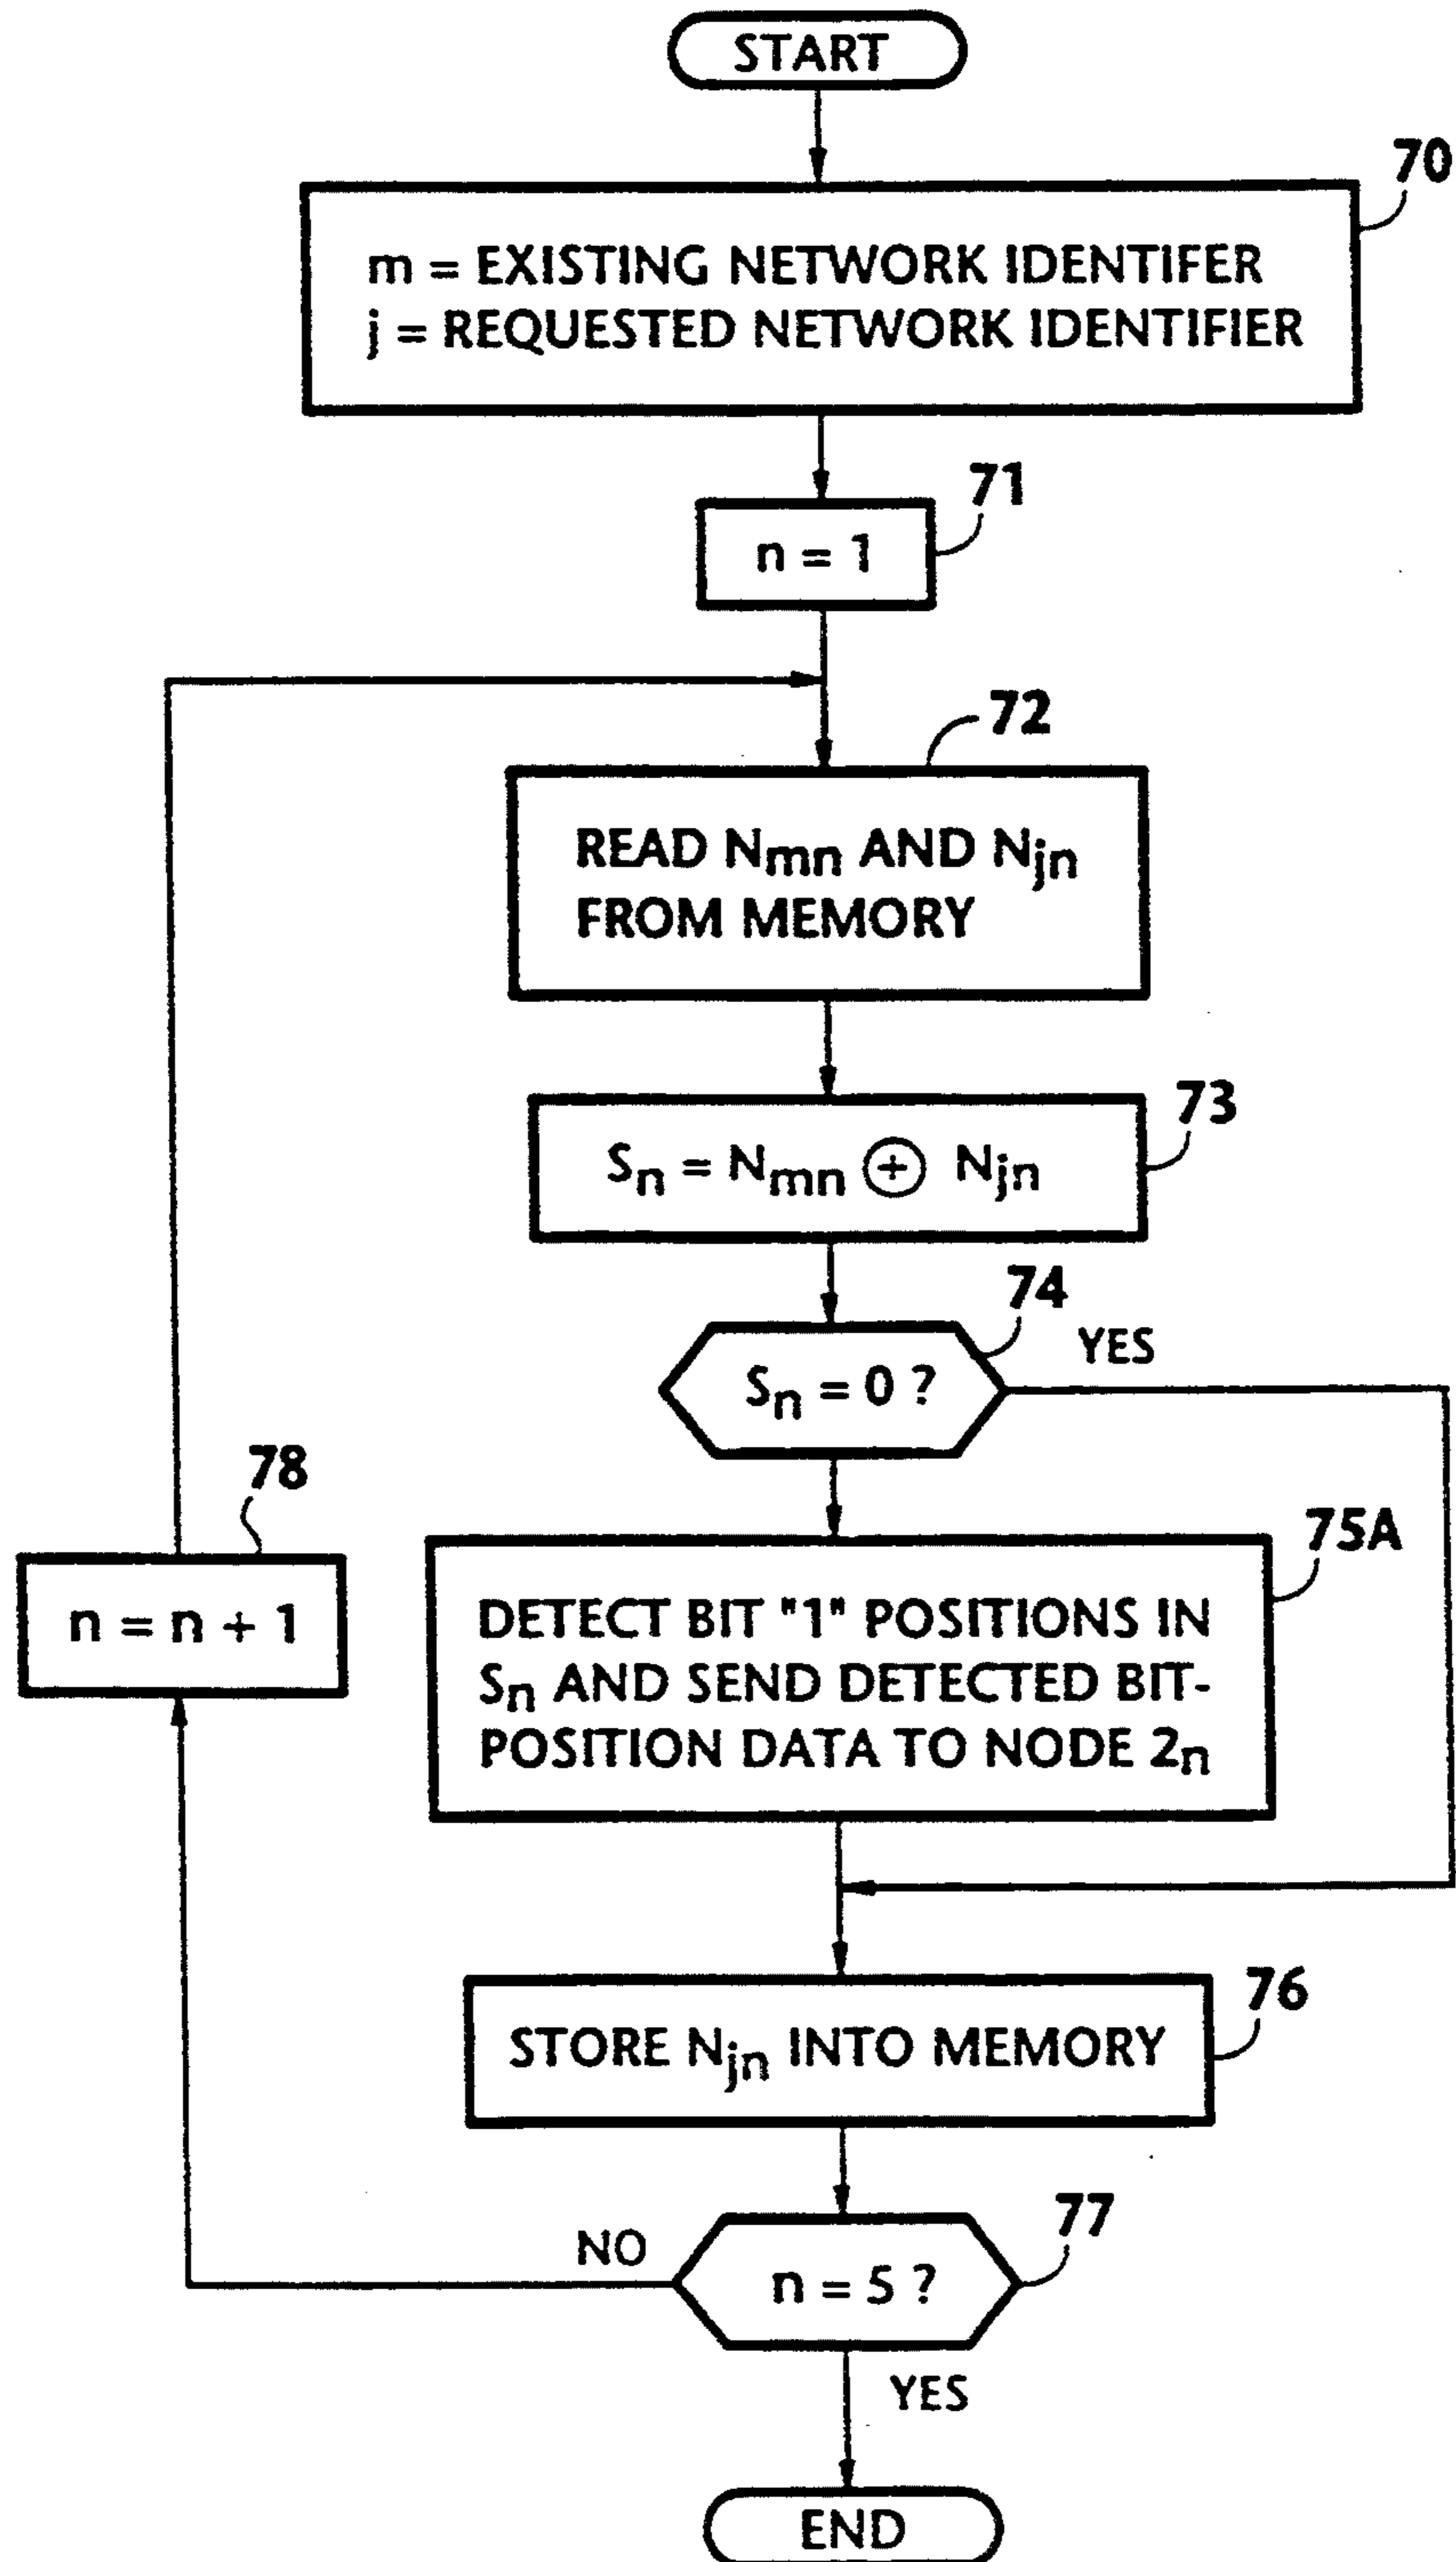 START
70
m = EXISTING NETWORK IDENTIFER
j = REQUESTED NETWORK IDENTIFIER
71
n = 1
72
READ Nmn AND Njn
FROM MEMORY
73
Sn = Nmn ⊕ Njn
74
Sn = 0 ?
YES
75A
DETECT BIT "1" POSITIONS IN
Sn AND SEND DETECTED BIT-
POSITION DATA TO NODE 2n
78
n = n + 1
76
STORE Njn INTO MEMORY
77
NO
n = 5 ?
YES
END